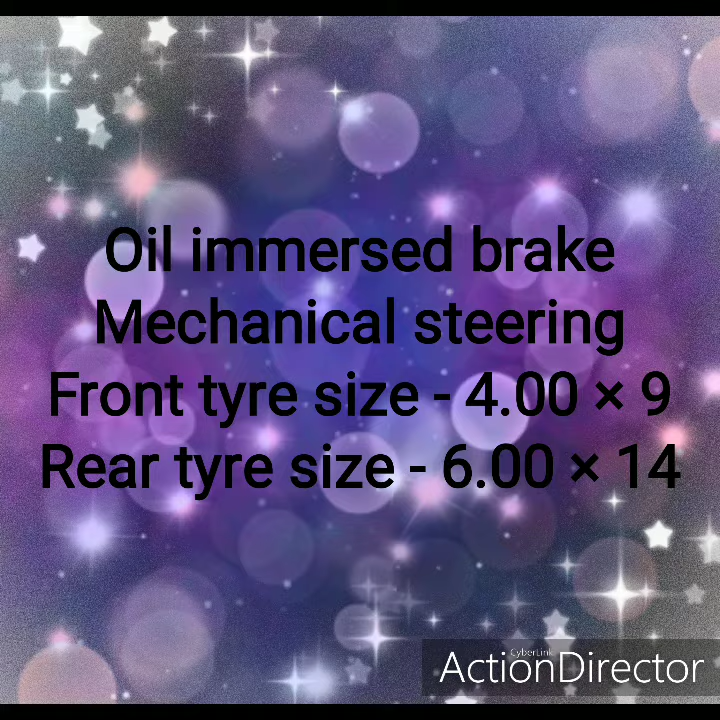 Oil immersed brake
Mechanical steering
Front tyre size - 4.00 × 9
Rear tyre size - 6.00 × 14
CyberLink
ActionDirector